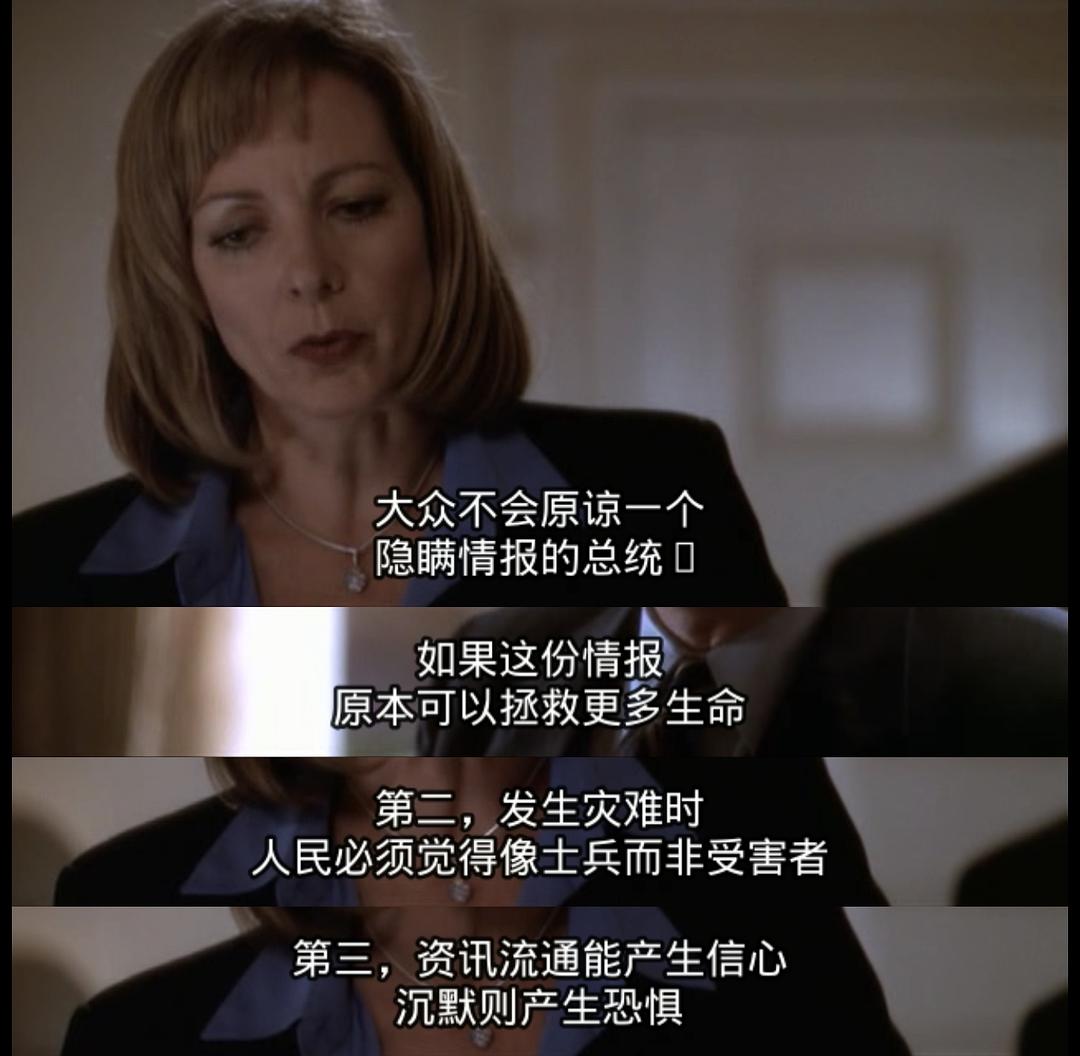 大众不会原谅一个
隐瞒情报的总统
如果这份情报
原本可以拯救更多生命
第二，发生灾难时
人民必须觉得像士兵而非受害者
第三，资讯流通能产生信心
沉默则产生恐惧